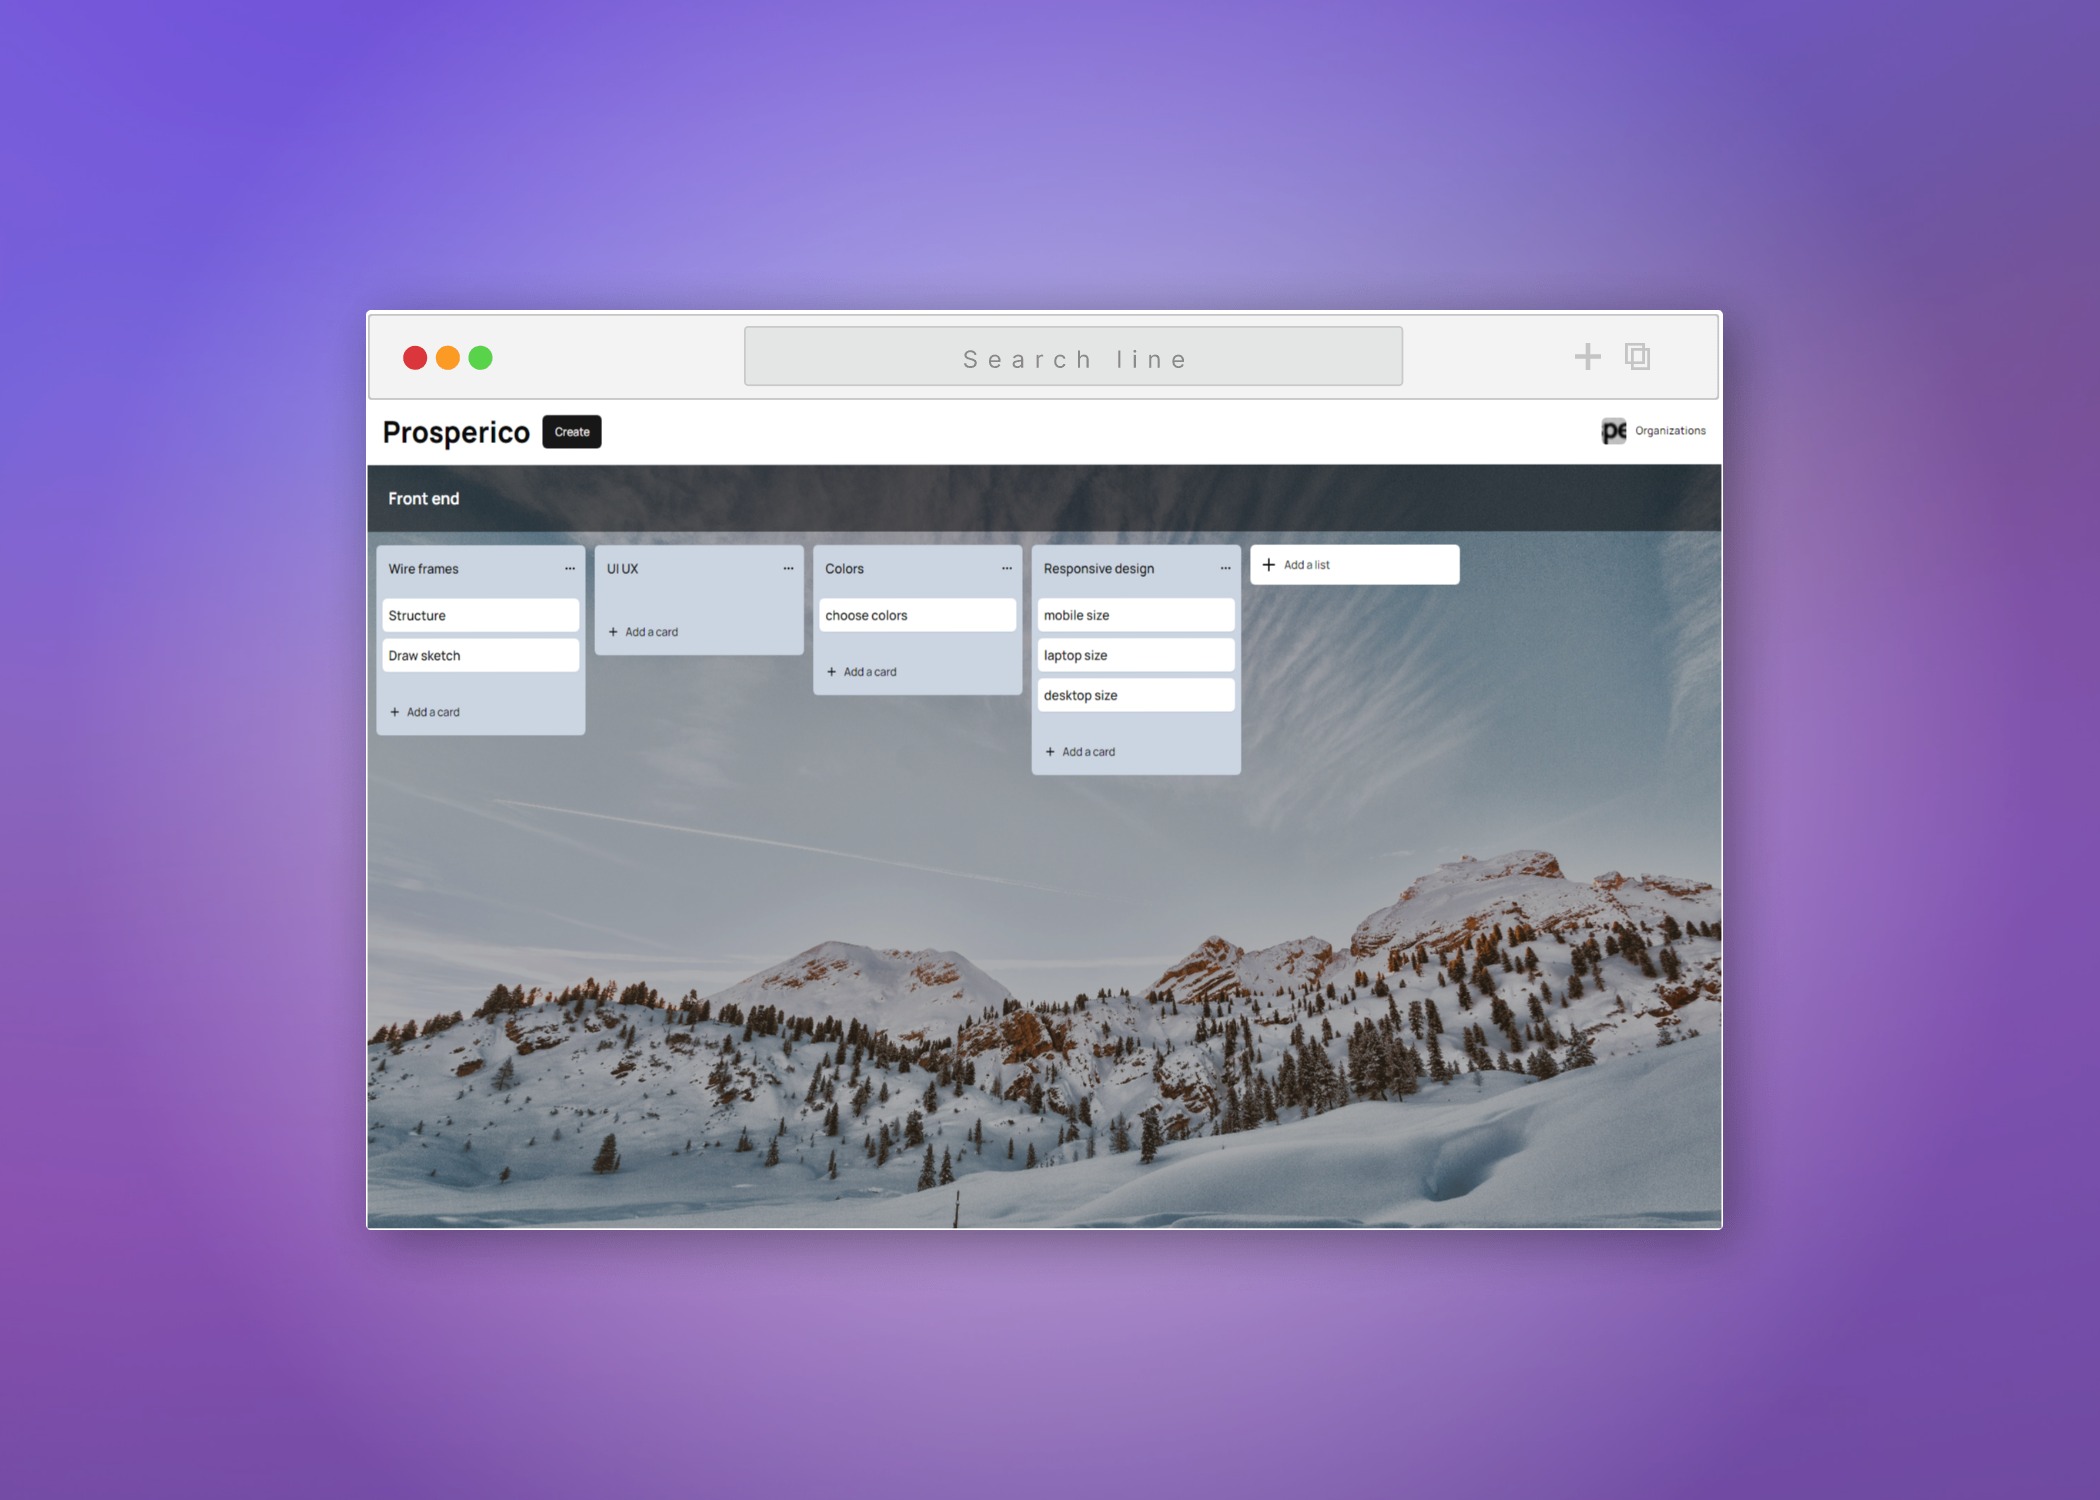 Search line
Prosperico
Create
pe
Organizations
Front end
Wire frames
Structure
Draw sketch
+ Add a card
UI UX
+ Add a card
Colors
choose colors
+ Add a card
Responsive design
mobile size
laptop size
desktop size
+ Add a card
+ Add a list